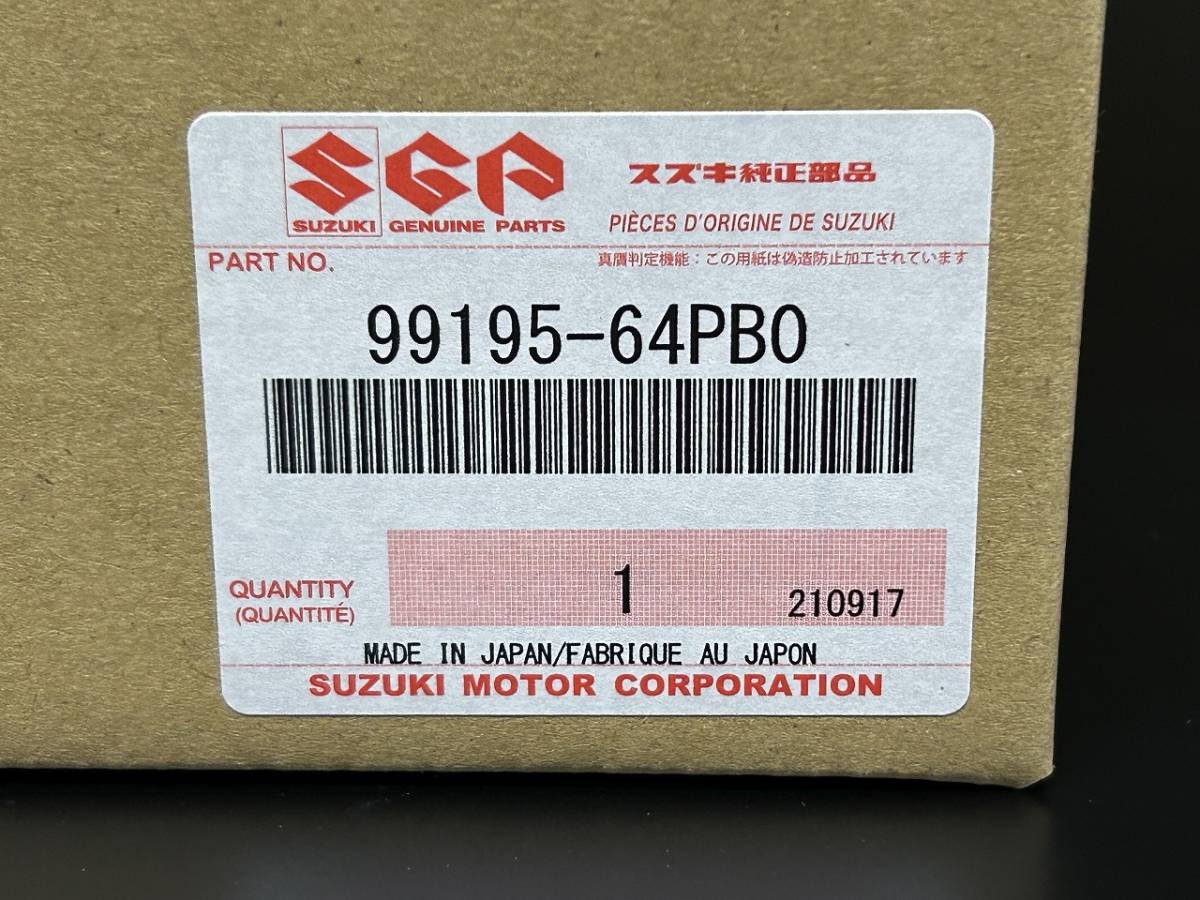 SGP
SUZUKI GENUINE PARTS
スズキ純正部品
PIÈCES D'ORIGINE DE SUZUKI
PART NO.
真贋判定機能：この用紙は偽造防止加工されています
99195-64PB0
QUANTITY
(QUANTITÉ)
1
210917
MADE IN JAPAN/FABRIQUE AU JAPON
SUZUKI MOTOR CORPORATION